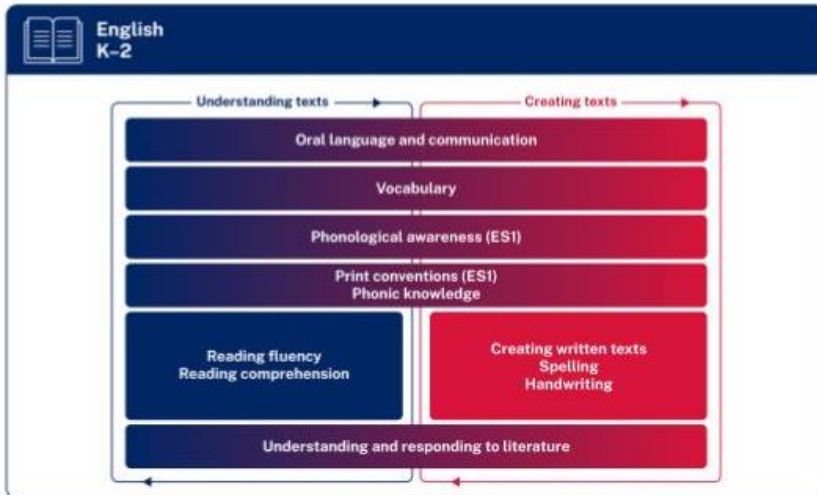 English
K–2
Understanding texts
Creating texts
Oral language and communication
Vocabulary
Phonological awareness (ES1)
Print conventions (ES1)
Phonic knowledge
Reading fluency
Reading comprehension
Creating written texts
Spelling
Handwriting
Understanding and responding to literature